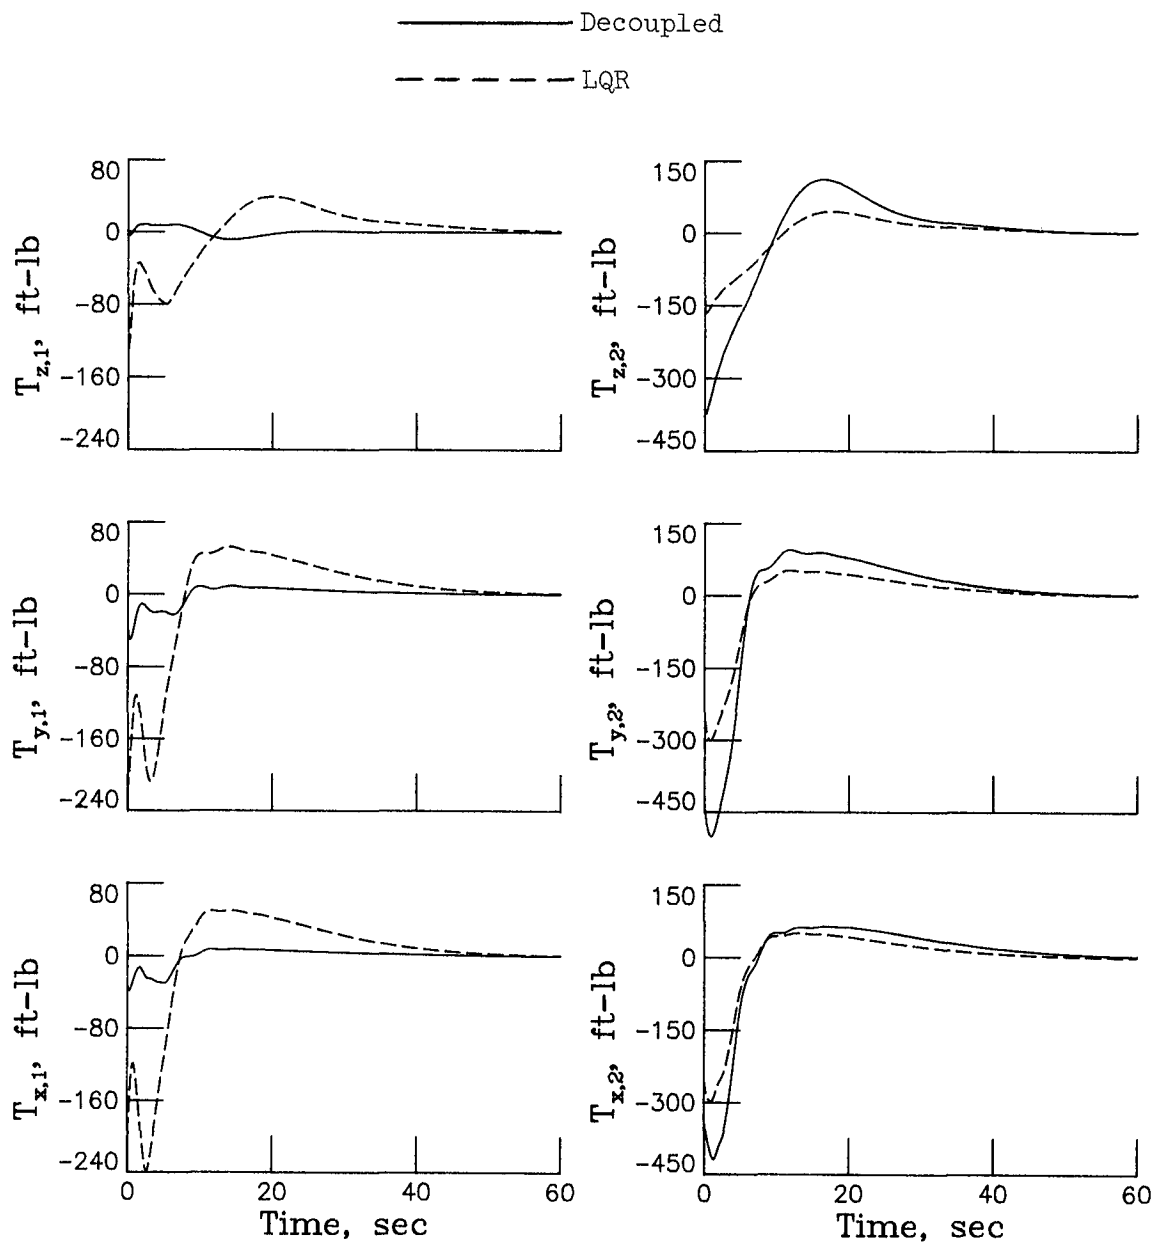 Decoupled
LQR
80
0
-80
-160
-240
T_z,1, ft-lb
150
0
-150
-300
-450
T_z,2, ft-lb
80
0
-80
-160
-240
T_y,1, ft-lb
150
0
-150
-300
-450
T_y,2, ft-lb
80
0
-80
-160
-240
T_x,1, ft-lb
0 20 40 60
Time, sec
150
0
-150
-300
-450
T_x,2, ft-lb
0 20 40 60
Time, sec